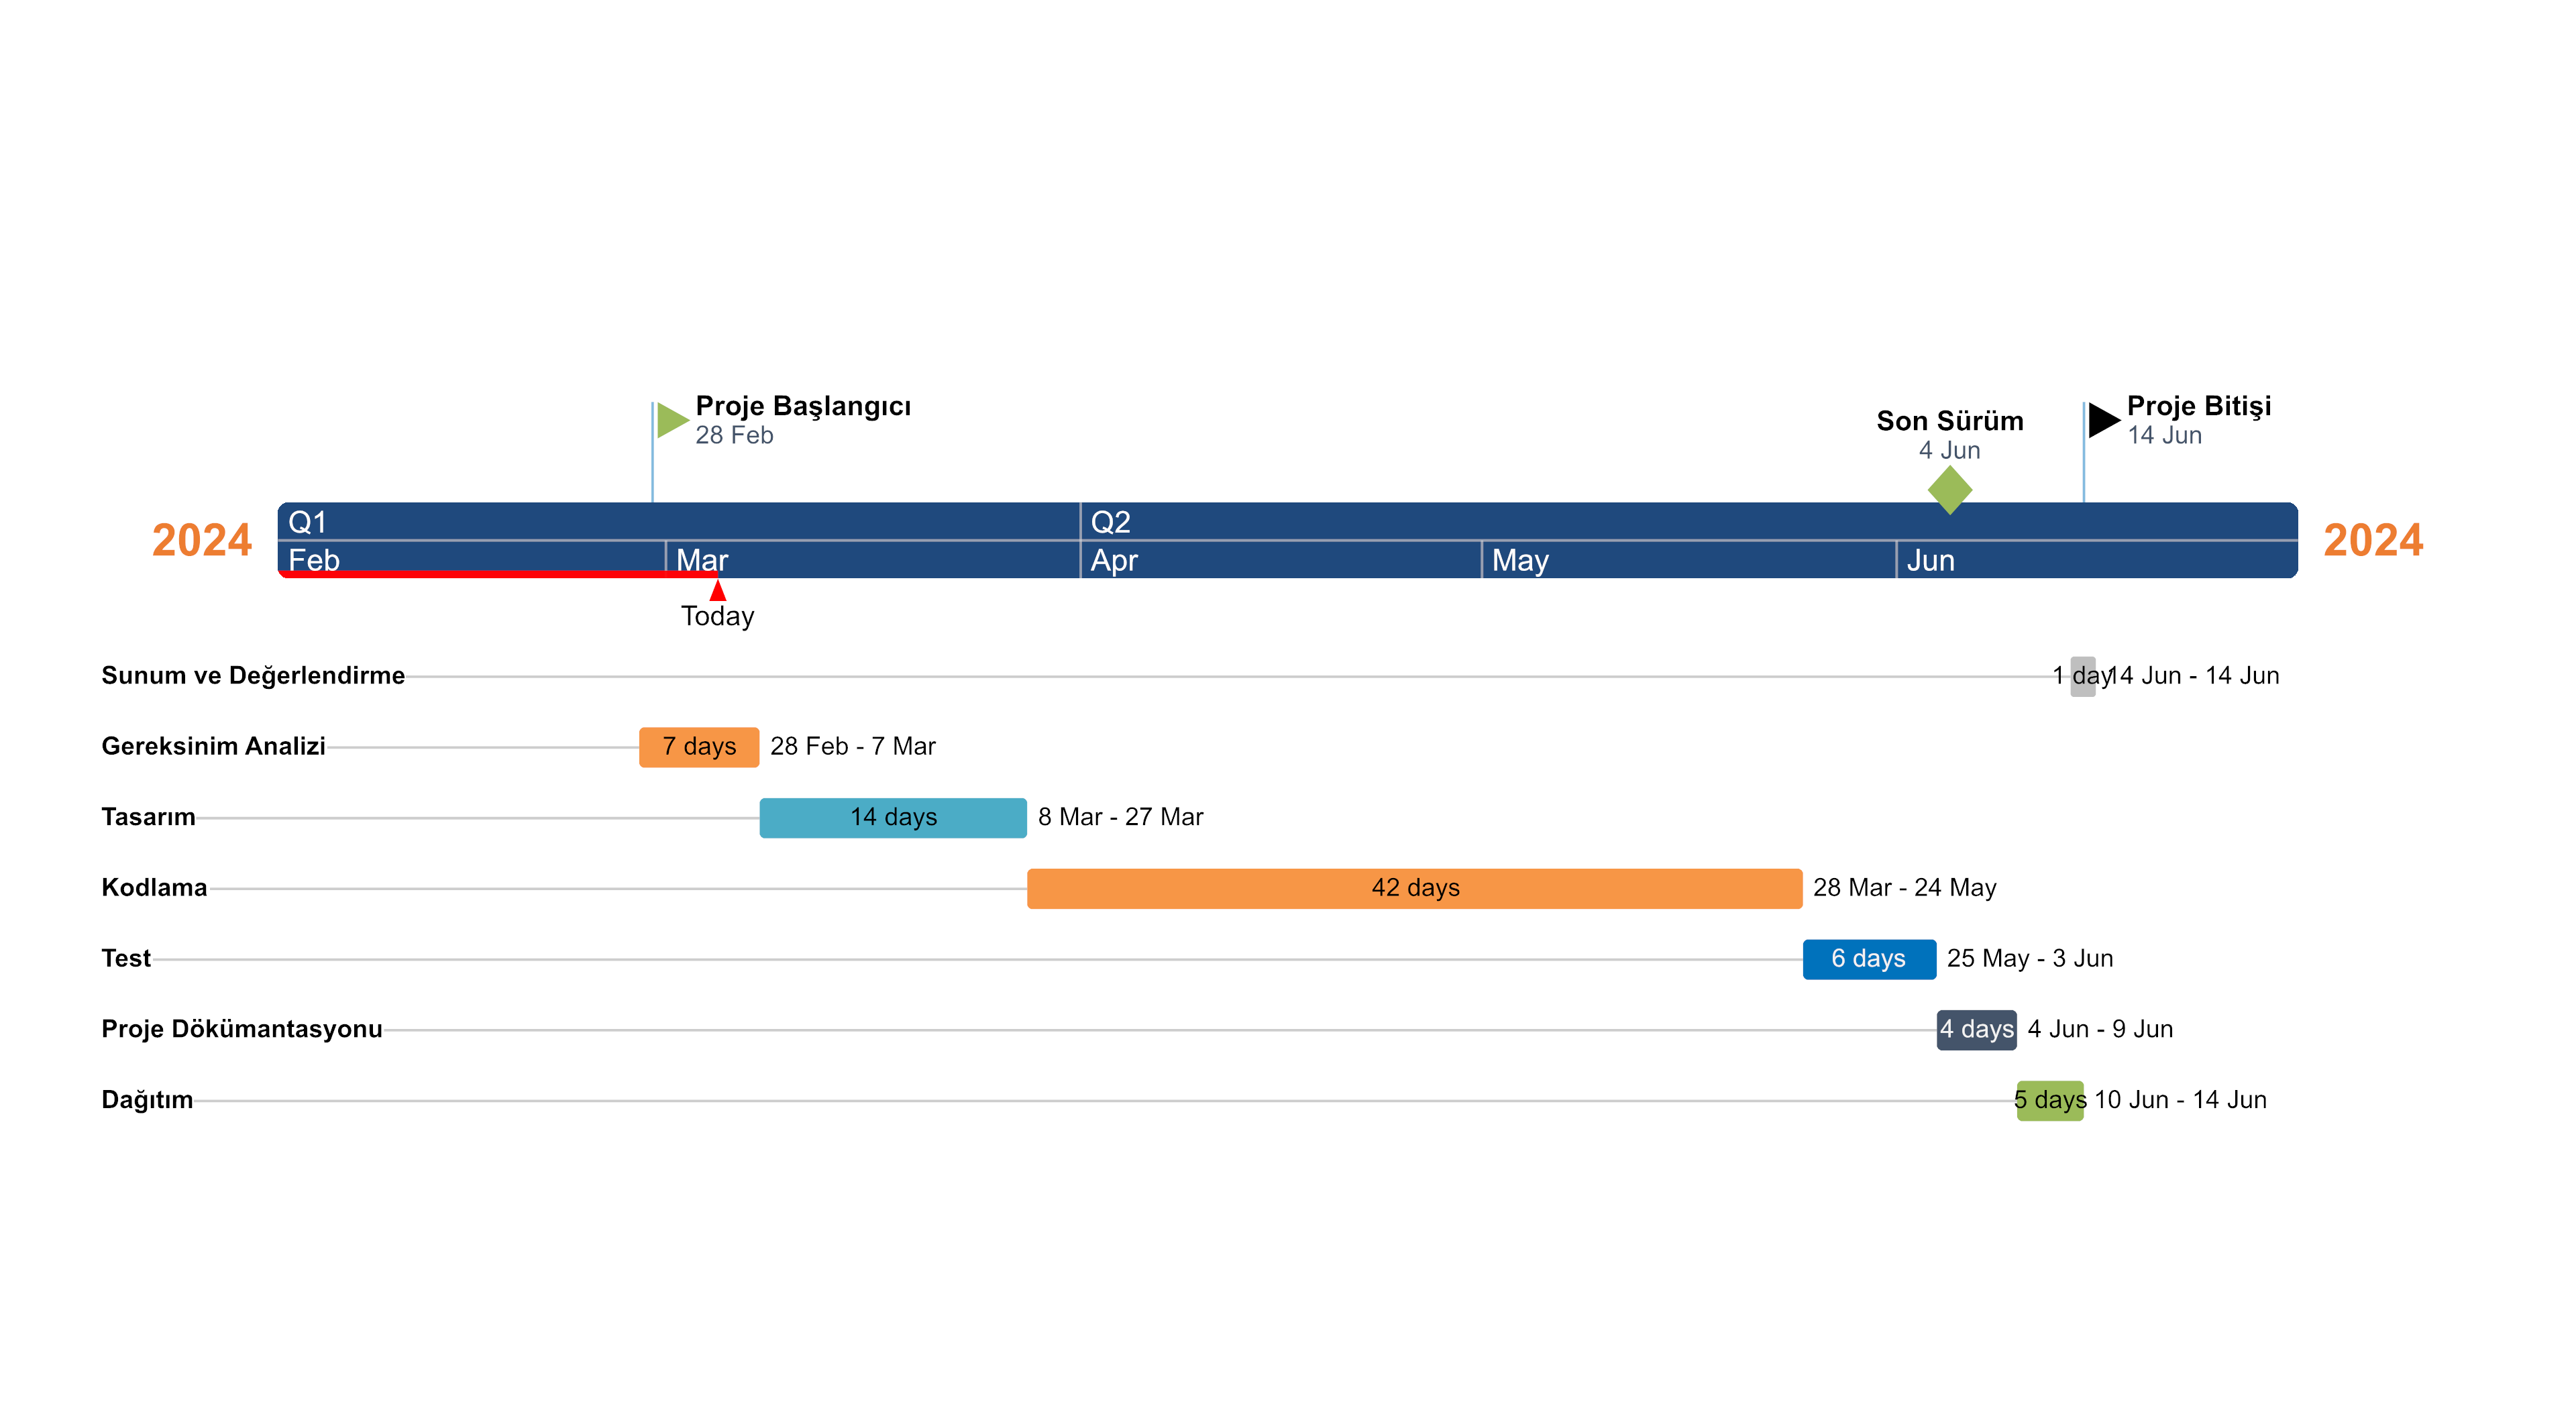 Proje Başlangıcı
28 Feb
Son Sürüm
4 Jun
Proje Bitişi
14 Jun
2024
Q1 Q2
Feb Mar Apr May Jun
2024
Today
Sunum ve Değerlendirme 1 day 14 Jun - 14 Jun
Gereksinim Analizi 7 days 28 Feb - 7 Mar
Tasarım 14 days 8 Mar - 27 Mar
Kodlama 42 days 28 Mar - 24 May
Test 6 days 25 May - 3 Jun
Proje Dökümantasyonu 4 days 4 Jun - 9 Jun
Dağıtım 5 days 10 Jun - 14 Jun